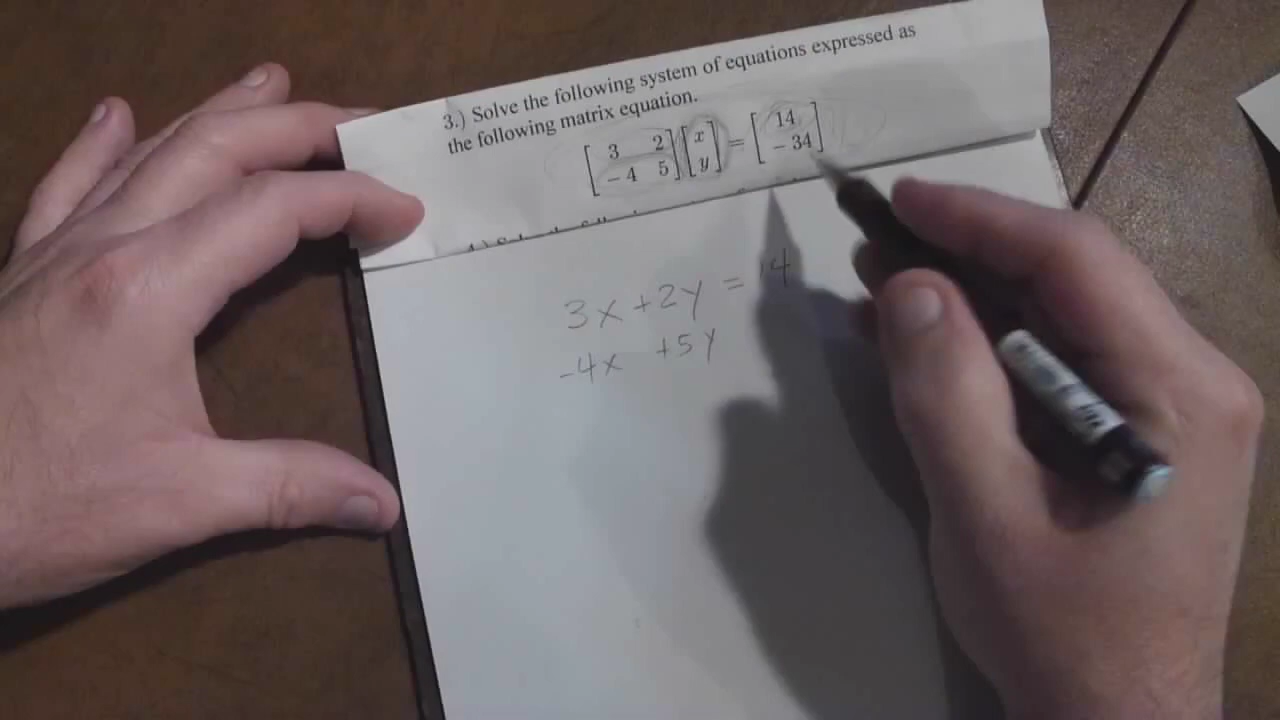 3.) Solve the following system of equations expressed as
the following matrix equation.
[ 3 2 ] [ x ] = [ 14 ]
[ -4 5 ] [ y ] [ -34 ]
3x +2y = 14
-4x +5y